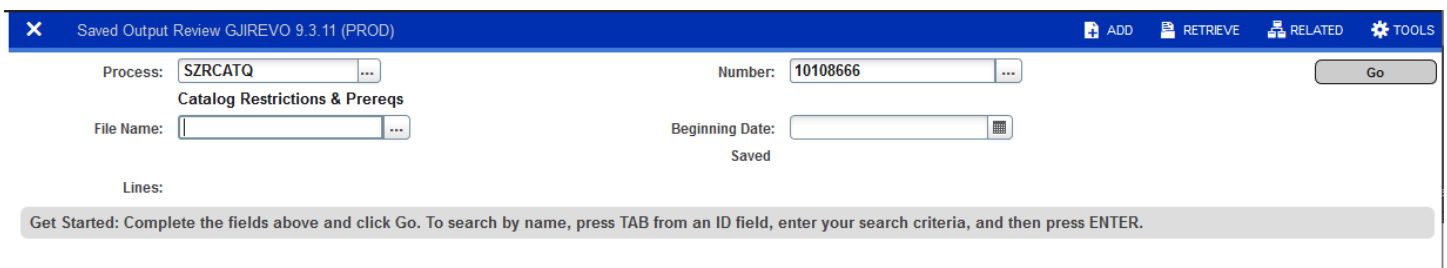 Saved Output Review GJIREVO 9.3.11 (PROD) ADD RETRIEVE RELATED TOOLS
Process: SZRCATQ ... Number: 10108666 ... Go
Catalog Restrictions & Prereqs
File Name: ... Beginning Date:
Saved
Lines:
Get Started: Complete the fields above and click Go. To search by name, press TAB from an ID field, enter your search criteria, and then press ENTER.